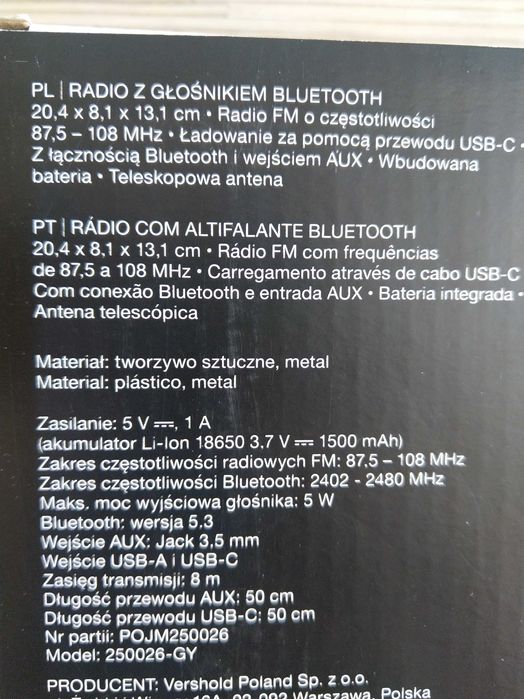 PL | RADIO Z GŁOŚNIKIEM BLUETOOTH
20,4 x 8,1 x 13,1 cm • Radio FM o częstotliwości
87,5 – 108 MHz • Ładowanie za pomocą przewodu USB-C •
Z łącznością Bluetooth i wejściem AUX • Wbudowana
bateria • Teleskopowa antena
PT | RÁDIO COM ALTIFALANTE BLUETOOTH
20,4 x 8,1 x 13,1 cm • Rádio FM com frequências
de 87,5 a 108 MHz • Carregamento através de cabo USB-C
Com conexão Bluetooth e entrada AUX • Bateria integrada •
Antena telescópica
Materiał: tworzywo sztuczne, metal
Material: plástico, metal
Zasilanie: 5 V ⎓, 1 A
(akumulator Li-Ion 18650 3,7 V ⎓ 1500 mAh)
Zakres częstotliwości radiowych FM: 87,5 – 108 MHz
Zakres częstotliwości Bluetooth: 2402 - 2480 MHz
Maks. moc wyjściowa głośnika: 5 W
Bluetooth: wersja 5.3
Wejście AUX: Jack 3,5 mm
Wejście USB-A i USB-C
Zasięg transmisji: 8 m
Długość przewodu AUX: 50 cm
Długość przewodu USB-C: 50 cm
Nr partii: POJM250026
Model: 250026-GY
PRODUCENT: Vershold Poland Sp. z o.o.
Warszawa, Polska